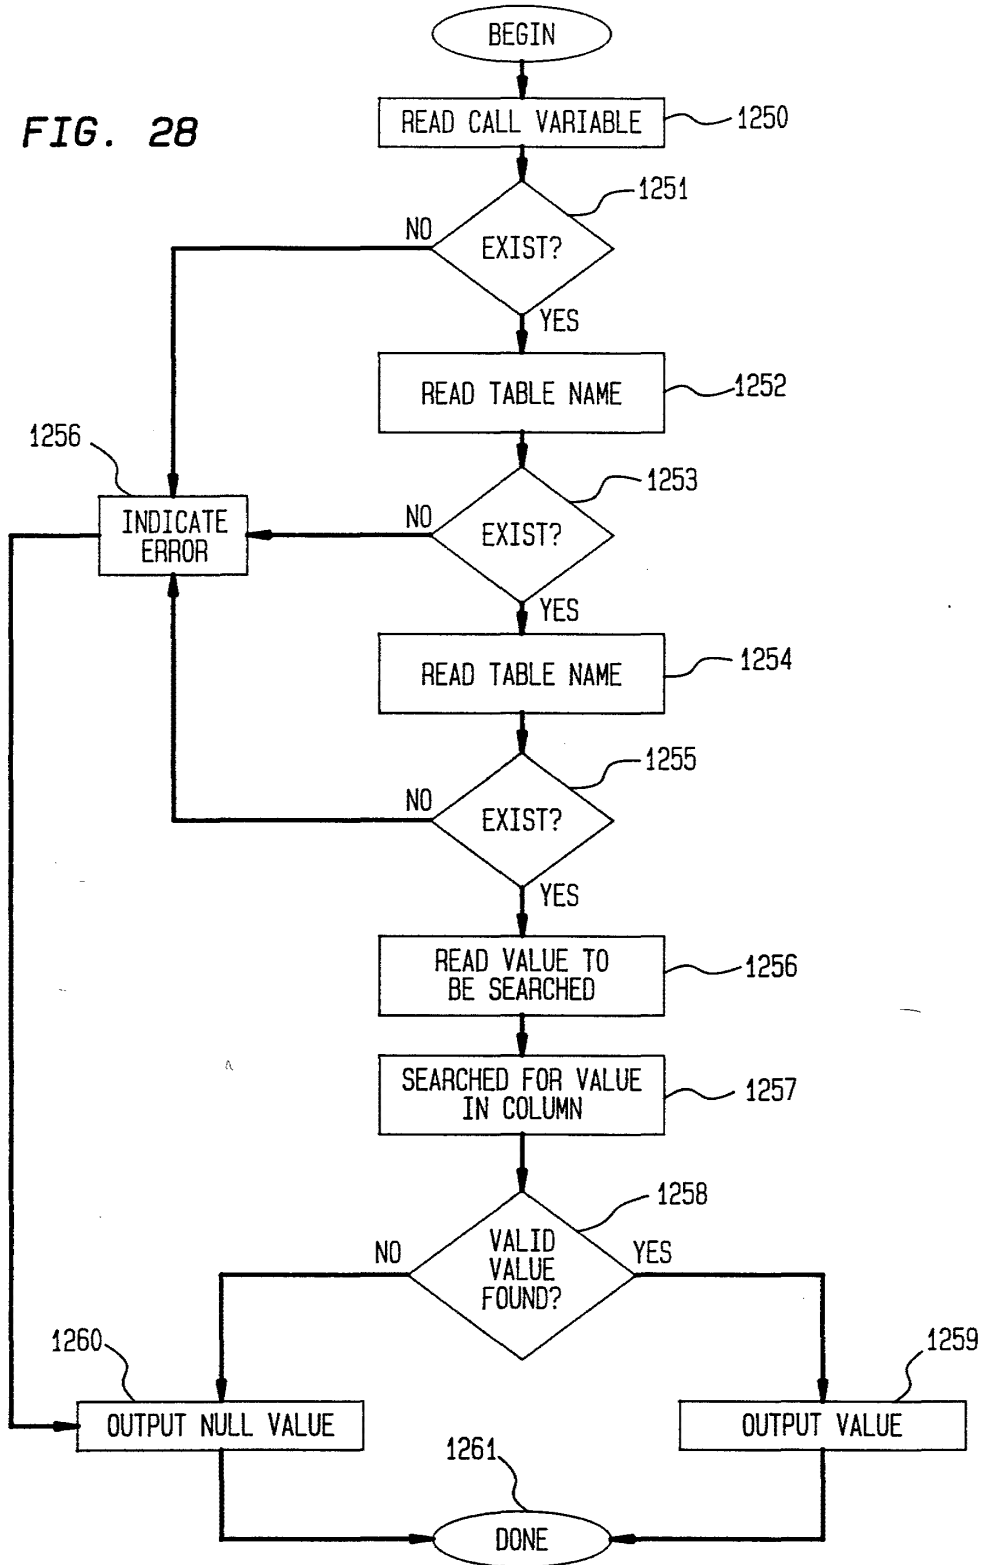 BEGIN
FIG. 28
READ CALL VARIABLE
1250
1251
NO
EXIST?
YES
READ TABLE NAME
1252
1256
1253
INDICATE
ERROR
NO
EXIST?
YES
READ TABLE NAME
1254
1255
NO
EXIST?
YES
READ VALUE TO
BE SEARCHED
1256
SEARCHED FOR VALUE
IN COLUMN
1257
1258
NO
VALID
VALUE
FOUND?
YES
1260
1259
OUTPUT NULL VALUE
OUTPUT VALUE
1261
DONE